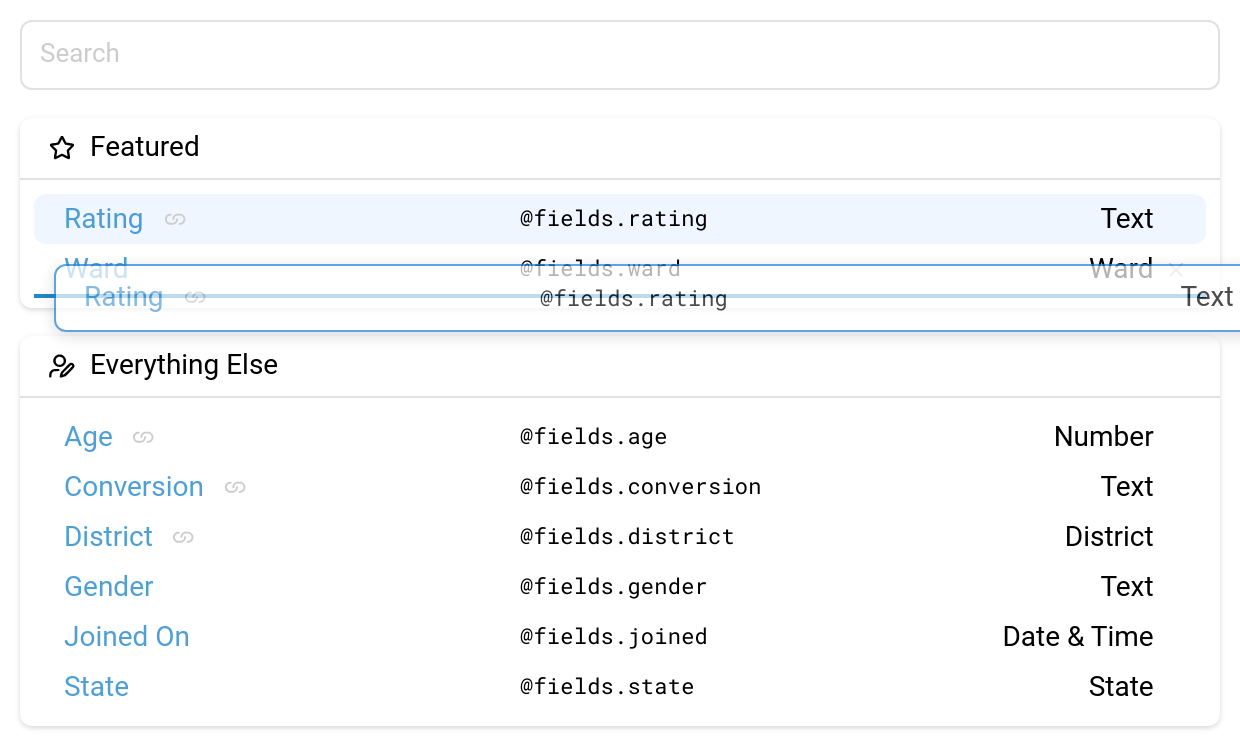 Search
Featured
Rating @fields.rating Text
Ward @fields.ward Ward
Rating @fields.rating Text
Everything Else
Age @fields.age Number
Conversion @fields.conversion Text
District @fields.district District
Gender @fields.gender Text
Joined On @fields.joined Date & Time
State @fields.state State